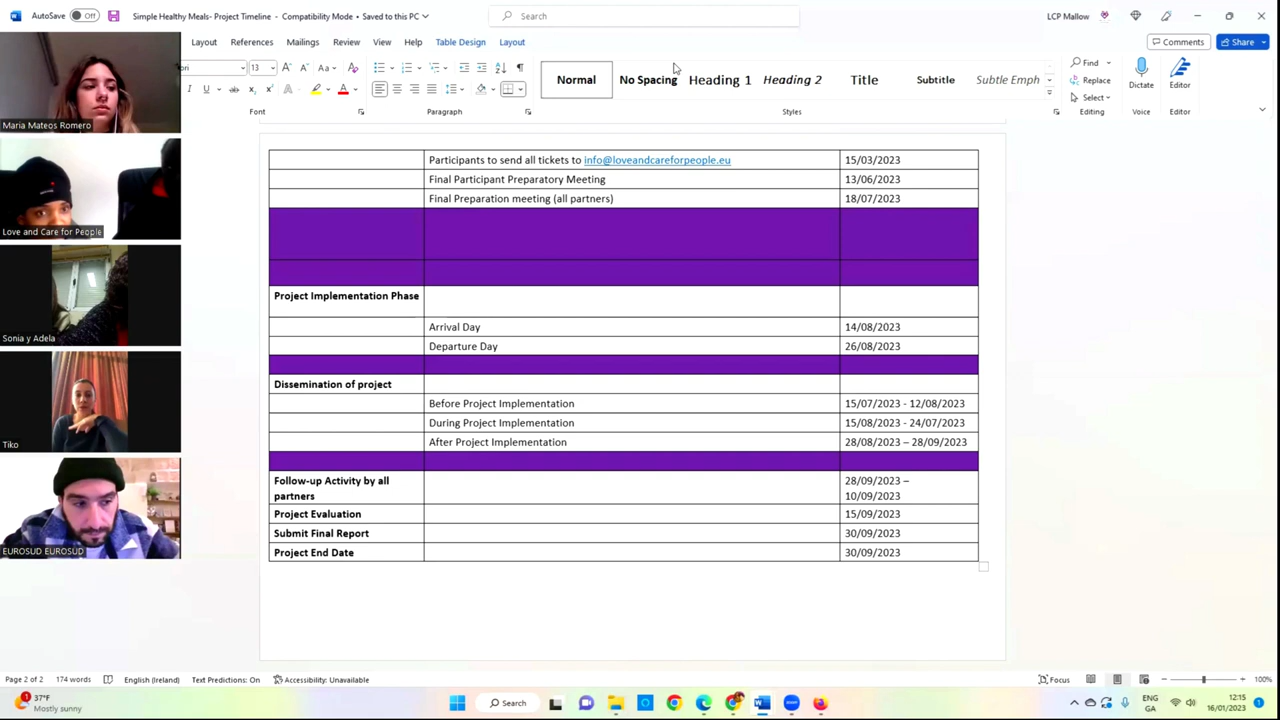 AutoSave Off Simple Healthy Meals- Project Timeline - Compatibility Mode • Saved to this PC Search LCP Mallow
Layout References Mailings Review View Help Table Design Layout Comments Share
13 Aa Normal No Spacing Heading 1 Heading 2 Title Subtitle Subtle Emph Find Replace Select Dictate Editor
Font Paragraph Styles Editing Voice Editor
Maria Mateos Romero
Love and Care for People
Sonia y Adela
Tiko
EUROSUD EUROSUD
Participants to send all tickets to info@loveandcareforpeople.eu 15/03/2023
Final Participant Preparatory Meeting 13/06/2023
Final Preparation meeting (all partners) 18/07/2023
Project Implementation Phase
Arrival Day 14/08/2023
Departure Day 26/08/2023
Dissemination of project
Before Project Implementation 15/07/2023 - 12/08/2023
During Project Implementation 15/08/2023 - 24/07/2023
After Project Implementation 28/08/2023 – 28/09/2023
Follow-up Activity by all partners 28/09/2023 –
10/09/2023
Project Evaluation 15/09/2023
Submit Final Report 30/09/2023
Project End Date 30/09/2023
Page 2 of 2 174 words English (Ireland) Text Predictions: On Accessibility: Unavailable Focus 100%
1 37°F Search ENG 12:15
Mostly sunny GA 16/01/2023